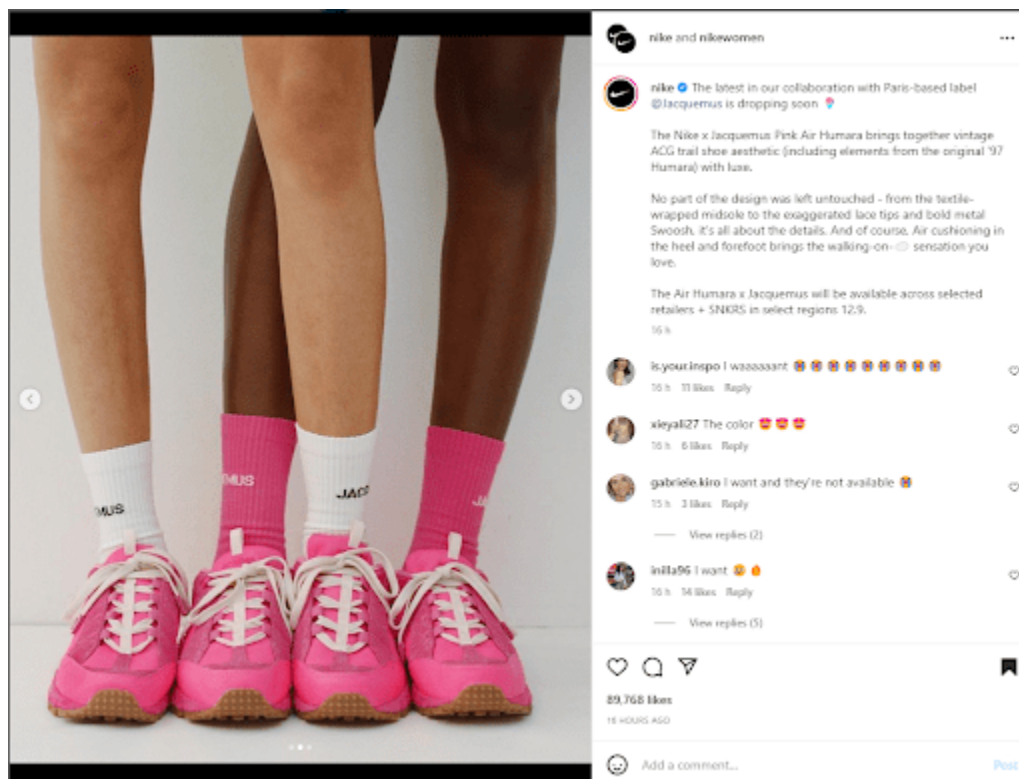 EMUS
EMUS
JACQ
JA
nike and nikewomen
nike The latest in our collaboration with Paris-based label
@Jacquemus is dropping soon
The Nike x Jacquemus Pink Air Humara brings together vintage
ACG trail shoe aesthetic (including elements from the original '97
Humara) with luxe.
No part of the design was left untouched - from the textile-
wrapped midsole to the exaggerated lace tips and bold metal
Swoosh, it's all about the details. And of course, Air cushioning in
the heel and forefoot brings the walking-on-☁️ sensation you
love.
The Air Humara x Jacquemus will be available across selected
retailers + SNKRS in select regions 12.9.
16 h
is.your.inspo I waaaaaant 😭😭😭😭😭😭😭😭😭
16 h 11 likes Reply
xieyali27 The color 😍😍😍
16 h 6 likes Reply
gabriele.kiro I want and they're not available 😭
15 h 3 likes Reply
View replies (2)
inilla96 I want
16 h 14 likes Reply
View replies (5)
89,768 likes
16 HOURS AGO
Add a comment...
Post